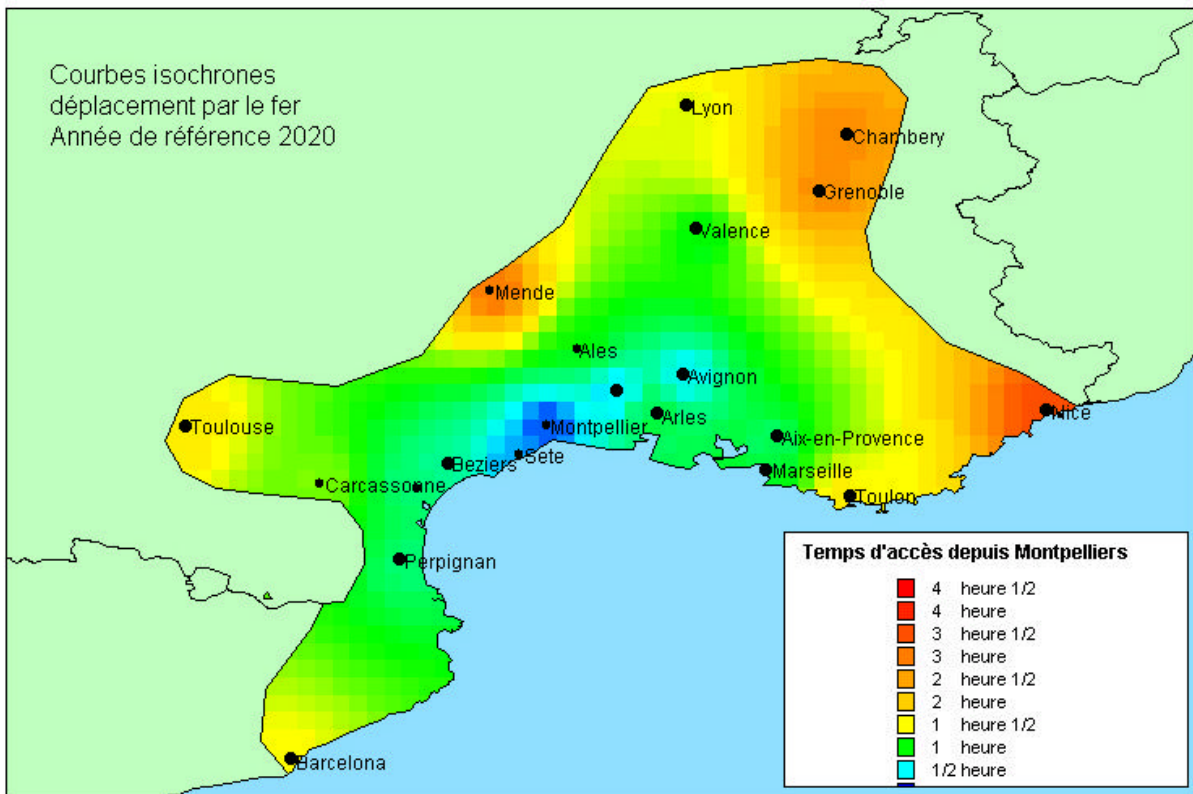 Courbes isochrones
déplacement par le fer
Année de référence 2020
Lyon
Chambery
Grenoble
Valence
Mende
Ales
Avignon
Toulouse
Montpellier
Arles
Nice
Aix-en-Provence
Beziers
Sete
Marseille
Carcassonne
Toulon
Perpignan
Barcelona
Temps d'accès depuis Montpelliers
4 heure 1/2
4 heure
3 heure 1/2
3 heure
2 heure 1/2
2 heure
1 heure 1/2
1 heure
1/2 heure